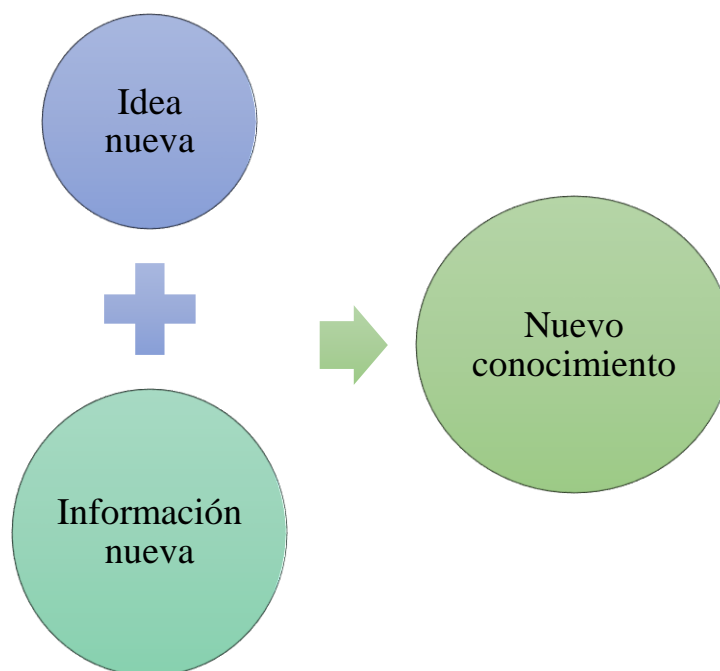 Idea
nueva
Información
nueva
Nuevo
conocimiento